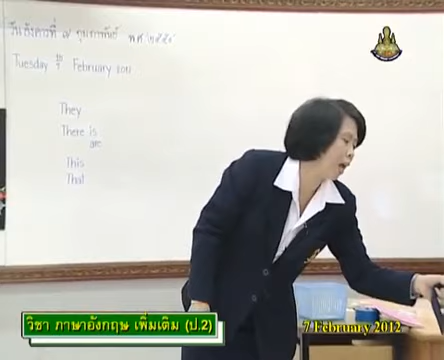 วันอังคารที่ ๗ กุมภาพันธ์ พ.ศ. ๒๕๕๕
Tuesday 7th February 2012
They
There is
are
This
That
วิชา ภาษาอังกฤษ เพิ่มเติม (ป.2)
7 February 2012